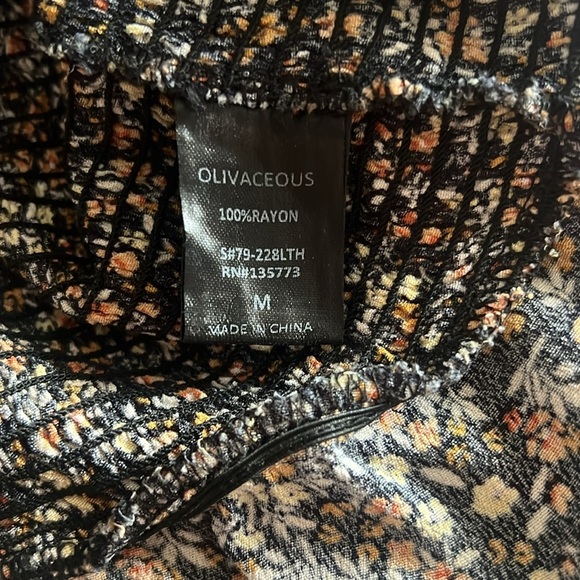 OLIVACEOUS
100%RAYON
S#79-228LTH
RN#135773
M
MADE IN CHINA